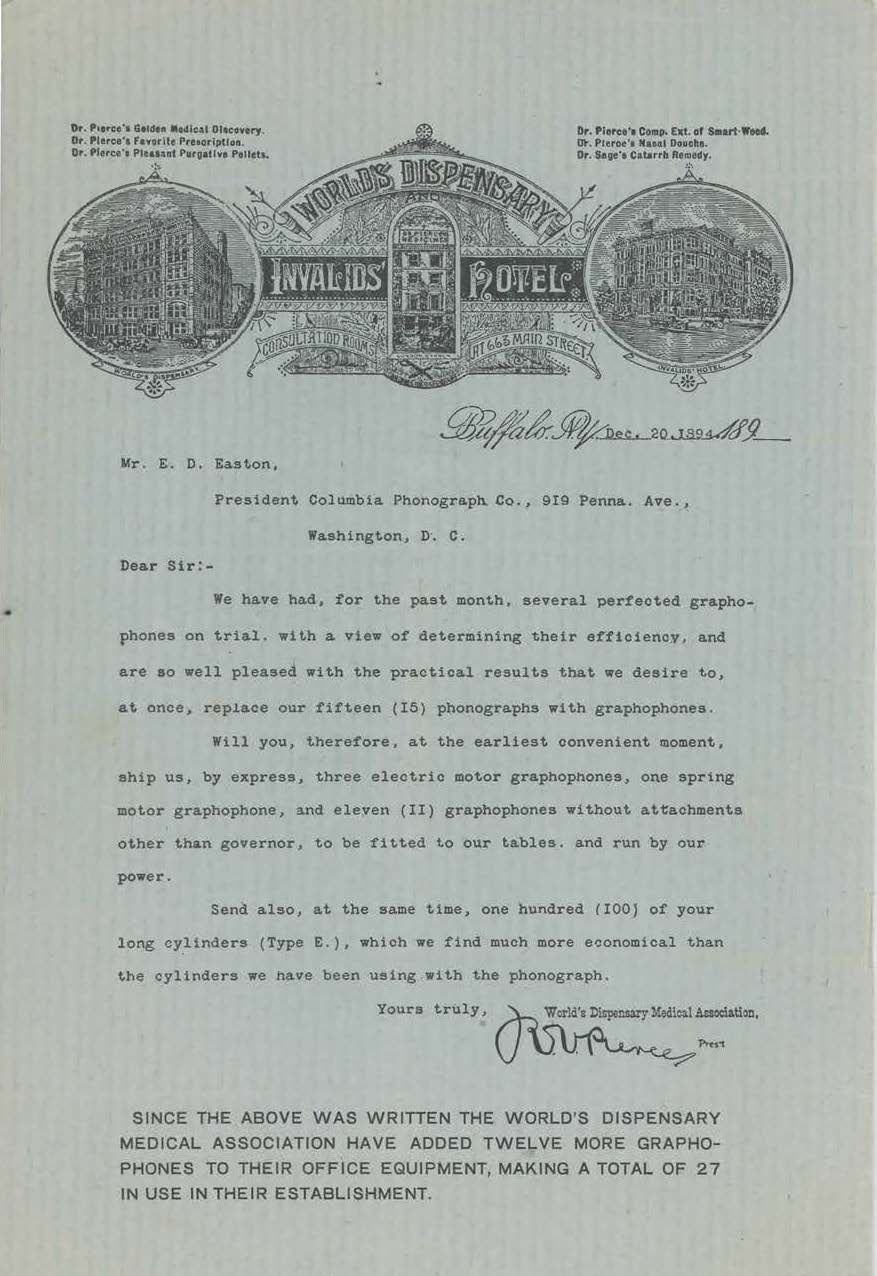 Dr. Pierce's Golden Medical Discovery.
Dr. Pierce's Favorite Prescription.
Dr. Pierce's Pleasant Purgative Pellets.
Dr. Pierce's Comp. Ext. of Smart-Weed.
Dr. Pierce's Nasal Douche.
Dr. Sage's Catarrh Remedy.
WORLD'S DISPENSARY
AND
INVALIDS' HOTEL
CONSULTATION ROOMS
AT 663 MAIN STREET
WORLD'S DISPENSARY
INVALIDS' HOTEL
Buffalo, N.Y. Dec. 20.I894. 189
Mr. E. D. Easton,
President Columbia Phonograph Co., 9I9 Penna. Ave.,
Washington, D. C.
Dear Sir:-
We have had, for the past month, several perfected grapho-
phones on trial. with a view of determining their efficiency, and
are so well pleased with the practical results that we desire to,
at once, replace our fifteen (I5) phonographs with graphophones.
Will you, therefore, at the earliest convenient moment,
ship us, by express, three electric motor graphophones, one spring
motor graphophone, and eleven (II) graphophones without attachments
other than governor, to be fitted to our tables. and run by our
power.
Send also, at the same time, one hundred (I00) of your
long cylinders (Type E.), which we find much more economical than
the cylinders we have been using with the phonograph.
Yours truly,
World's Dispensary Medical Association,
R.V. Pierce Prest
SINCE THE ABOVE WAS WRITTEN THE WORLD'S DISPENSARY
MEDICAL ASSOCIATION HAVE ADDED TWELVE MORE GRAPHO-
PHONES TO THEIR OFFICE EQUIPMENT, MAKING A TOTAL OF 27
IN USE IN THEIR ESTABLISHMENT.